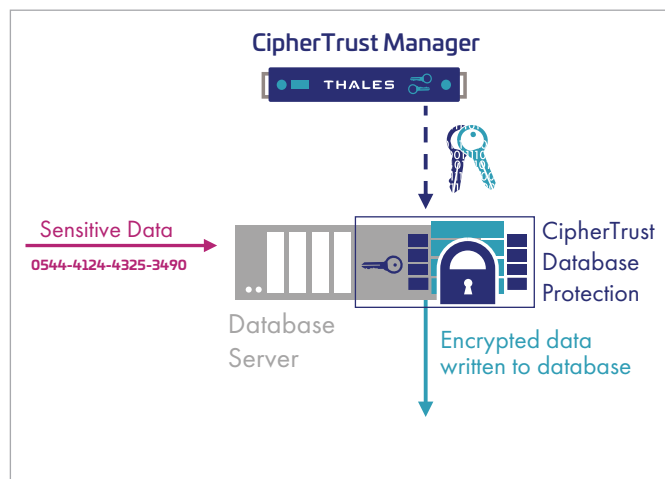 CipherTrust Manager
THALES
Sensitive Data
0544-4124-4325-3490
Database
Server
CipherTrust
Database
Protection
Encrypted data
written to database